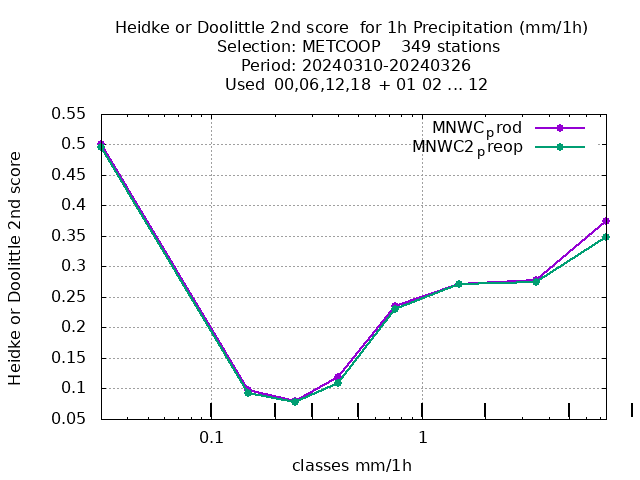 Heidke or Doolittle 2nd score  for 1h Precipitation (mm/1h)
Selection: METCOOP    349 stations
Period: 20240310-20240326
Used  00,06,12,18 + 01 02 ... 12
MNWC_prod
MNWC2_preop
Heidke or Doolittle 2nd score
0.55
0.5
0.45
0.4
0.35
0.3
0.25
0.2
0.15
0.1
0.05
0.1
1
classes mm/1h